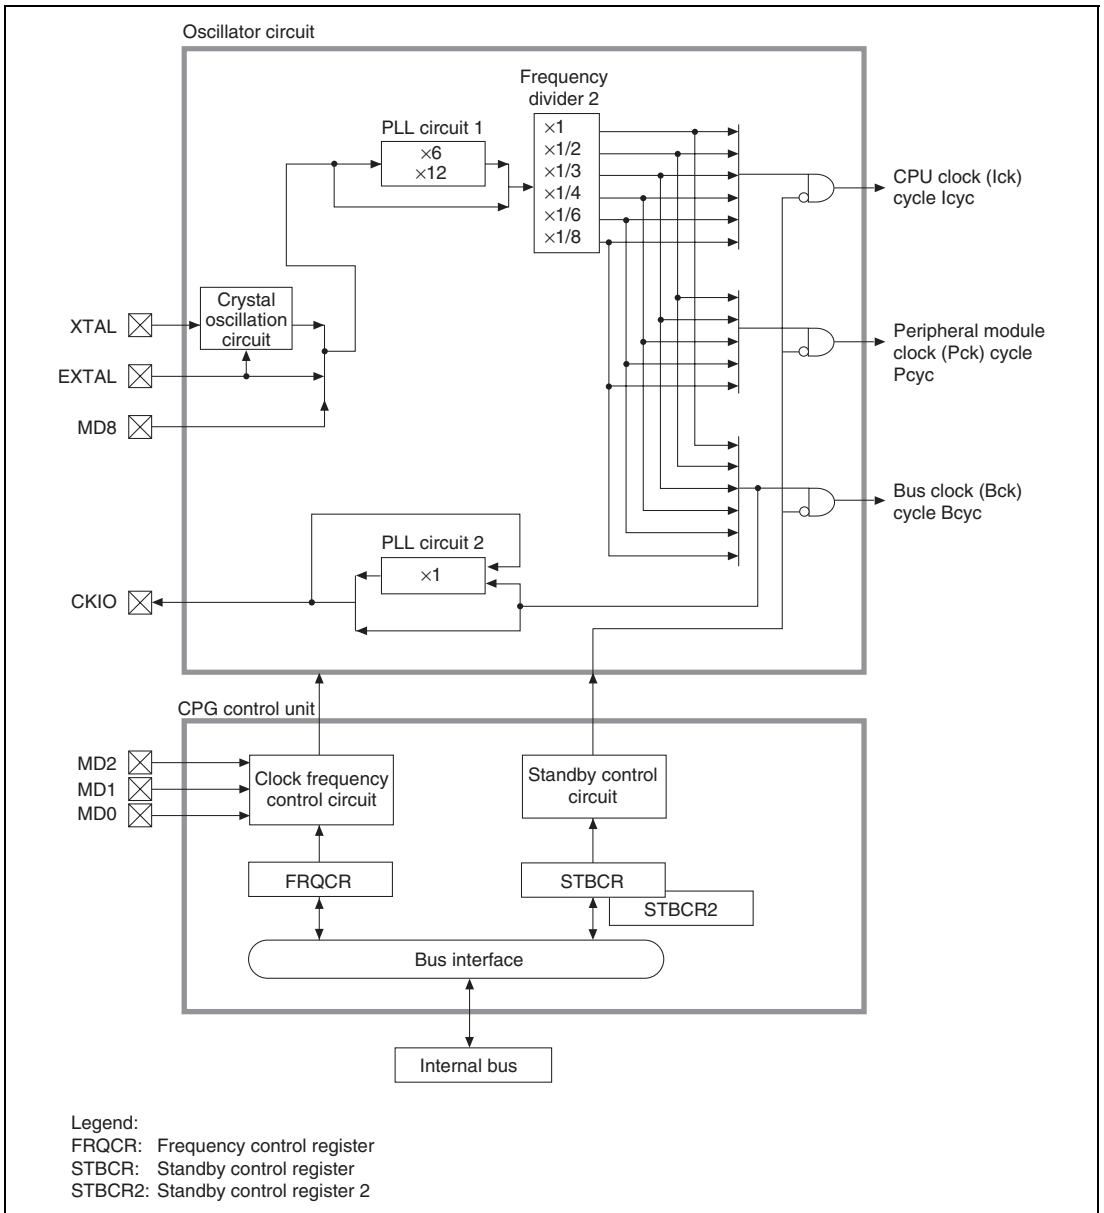 Oscillator circuit
Frequency
divider 2
PLL circuit 1
×6
×12
×1
×1/2
×1/3
×1/4
×1/6
×1/8
CPU clock (Ick)
cycle Icyc
Crystal
oscillation
circuit
XTAL
EXTAL
MD8
Peripheral module
clock (Pck) cycle
Pcyc
Bus clock (Bck)
cycle Bcyc
PLL circuit 2
×1
CKIO
CPG control unit
MD2
MD1
MD0
Clock frequency
control circuit
Standby control
circuit
FRQCR
STBCR
STBCR2
Bus interface
Internal bus
Legend:
FRQCR: Frequency control register
STBCR: Standby control register
STBCR2: Standby control register 2